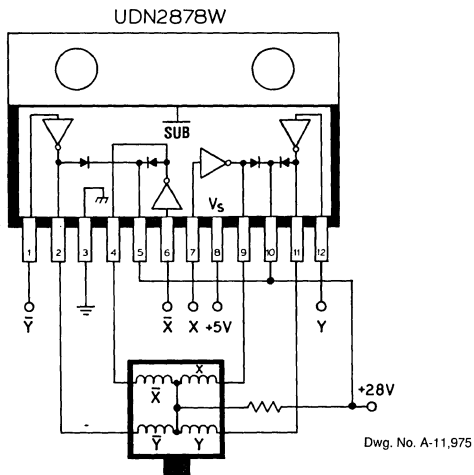 UDN2878W
SUB
Vs
1 2 3 4 5 6 7 8 9 10 11 12
Y̅ X̅ X +5V Y
X
X̅
+28V
Y̅ Y
Dwg. No. A-11,975